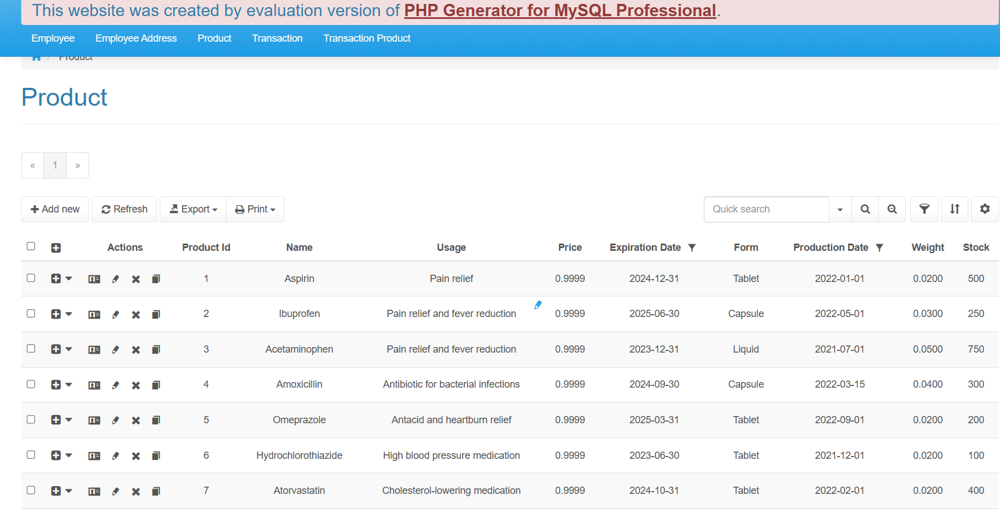 This website was created by evaluation version of PHP Generator for MySQL Professional.
Employee Employee Address Product Transaction Transaction Product
/ Product
Product
« 1 »
Add new Refresh Export Print Quick search
Actions Product Id Name Usage Price Expiration Date Form Production Date Weight Stock
1 Aspirin Pain relief 0.9999 2024-12-31 Tablet 2022-01-01 0.0200 500
2 Ibuprofen Pain relief and fever reduction 0.9999 2025-06-30 Capsule 2022-05-01 0.0300 250
3 Acetaminophen Pain relief and fever reduction 0.9999 2023-12-31 Liquid 2021-07-01 0.0500 750
4 Amoxicillin Antibiotic for bacterial infections 0.9999 2024-09-30 Capsule 2022-03-15 0.0400 300
5 Omeprazole Antacid and heartburn relief 0.9999 2025-03-31 Tablet 2022-09-01 0.0200 200
6 Hydrochlorothiazide High blood pressure medication 0.9999 2023-06-30 Tablet 2021-12-01 0.0200 100
7 Atorvastatin Cholesterol-lowering medication 0.9999 2024-10-31 Tablet 2022-02-01 0.0200 400